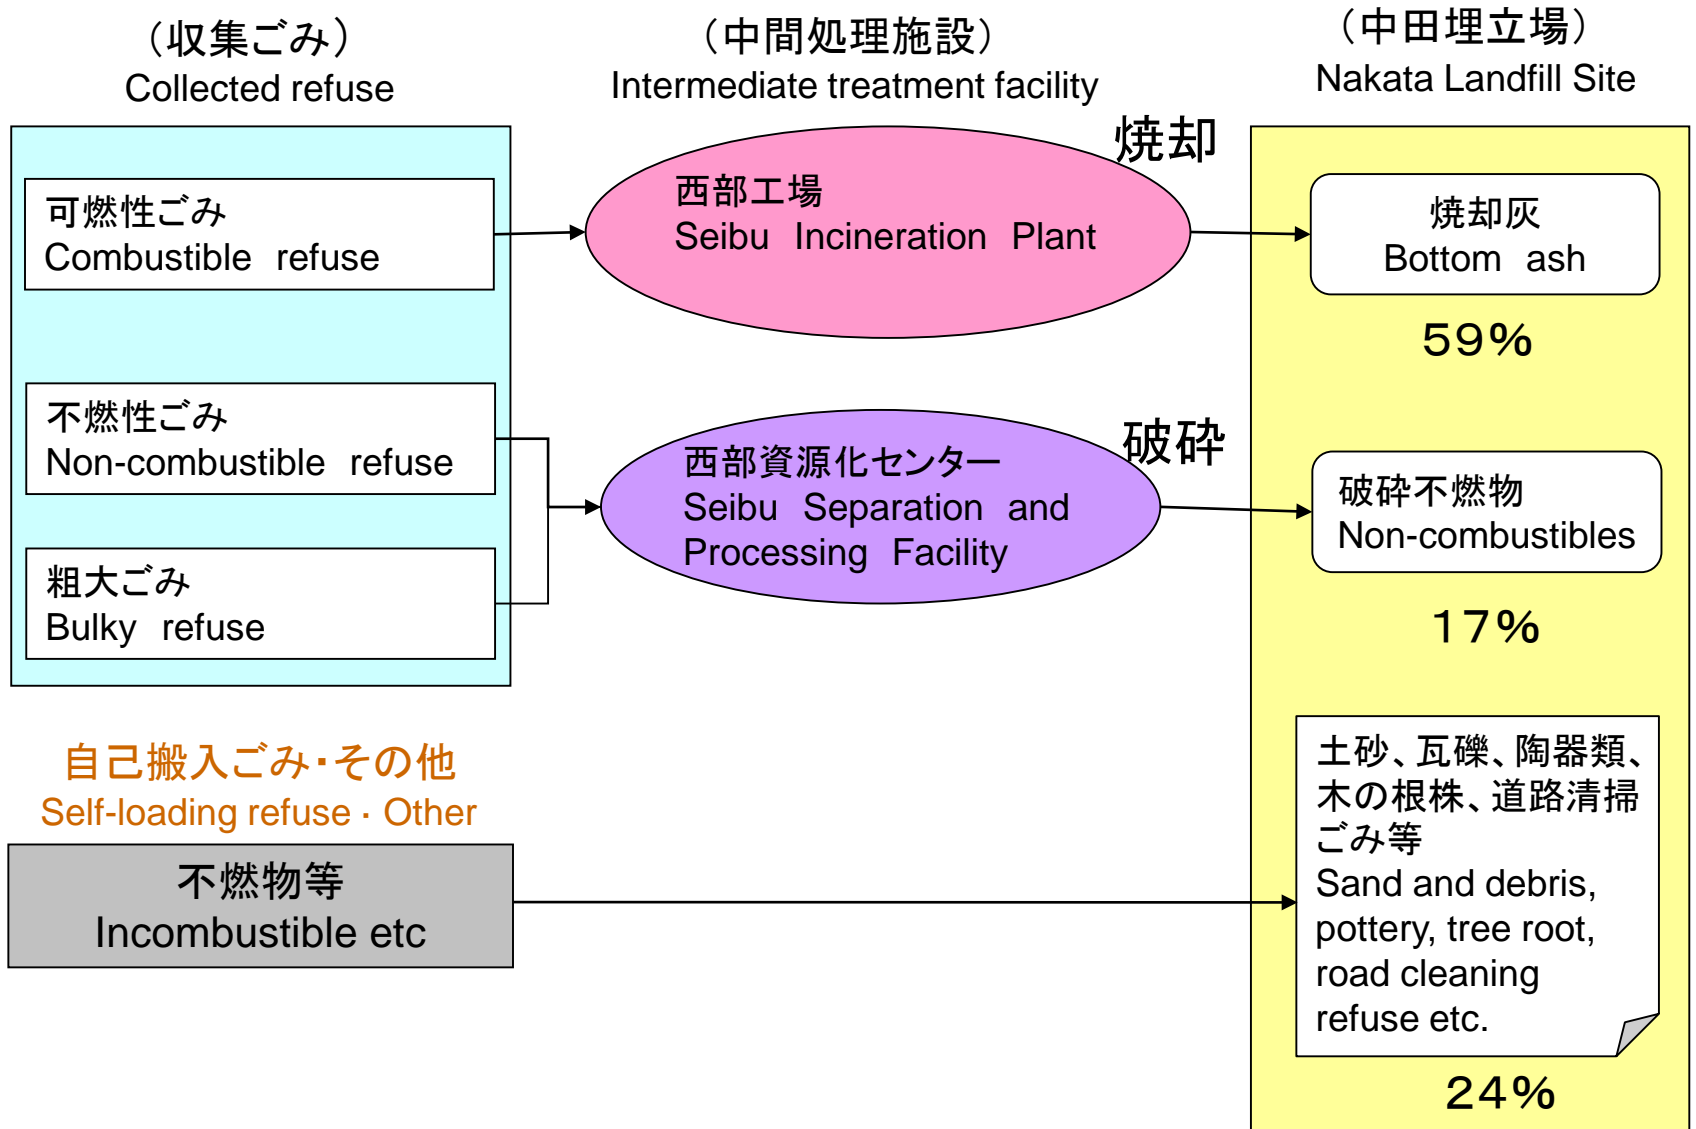 （収集ごみ）
Collected refuse
（中間処理施設）
Intermediate treatment facility
（中田埋立場）
Nakata Landfill Site
可燃性ごみ
Combustible refuse
焼却
西部工場
Seibu Incineration Plant
焼却灰
Bottom ash
59%
不燃性ごみ
Non-combustible refuse
粗大ごみ
Bulky refuse
破砕
西部資源化センター
Seibu Separation and
Processing Facility
破砕不燃物
Non-combustibles
17%
自己搬入ごみ・その他
Self-loading refuse · Other
不燃物等
Incombustible etc
土砂、瓦礫、陶器類、
木の根株、道路清掃
ごみ等
Sand and debris,
pottery, tree root,
road cleaning
refuse etc.
24%